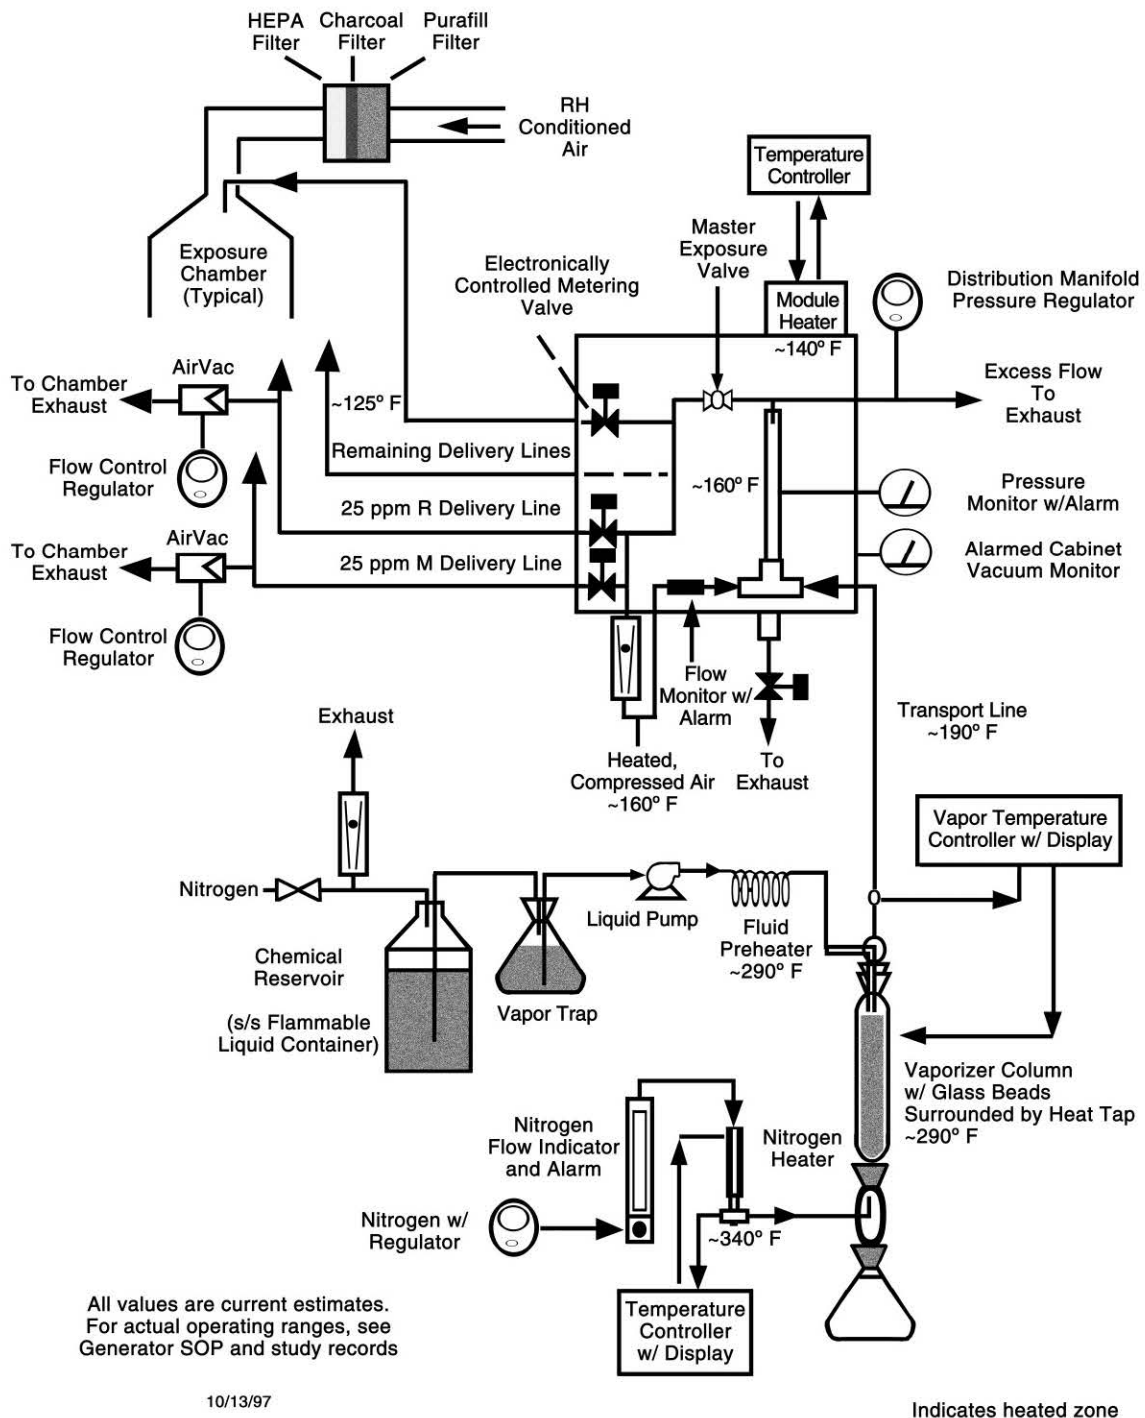 HEPA Filter
Charcoal Filter
Purafill Filter
RH
Conditioned
Air
Temperature
Controller
Master
Exposure
Valve
Exposure
Chamber
(Typical)
Electronically
Controlled Metering
Valve
Module
Heater
~140° F
Distribution Manifold
Pressure Regulator
AirVac
To Chamber
Exhaust
~125° F
Excess Flow
To
Exhaust
Remaining Delivery Lines
Flow Control
Regulator
~160° F
Pressure
Monitor w/Alarm
25 ppm R Delivery Line
AirVac
To Chamber
Exhaust
25 ppm M Delivery Line
Alarmed Cabinet
Vacuum Monitor
Flow Control
Regulator
Flow
Monitor w/
Alarm
Transport Line
~190° F
Exhaust
Heated,
Compressed Air
~160° F
To
Exhaust
Vapor Temperature
Controller w/ Display
Nitrogen
Liquid Pump
Fluid
Preheater
~290° F
Chemical
Reservoir
(s/s Flammable
Liquid Container)
Vapor Trap
Vaporizer Column
w/ Glass Beads
Surrounded by Heat Tap
~290° F
Nitrogen
Flow Indicator
and Alarm
Nitrogen
Heater
Nitrogen w/
Regulator
~340° F
Temperature
Controller
w/ Display
All values are current estimates.
For actual operating ranges, see
Generator SOP and study records
10/13/97
Indicates heated zone